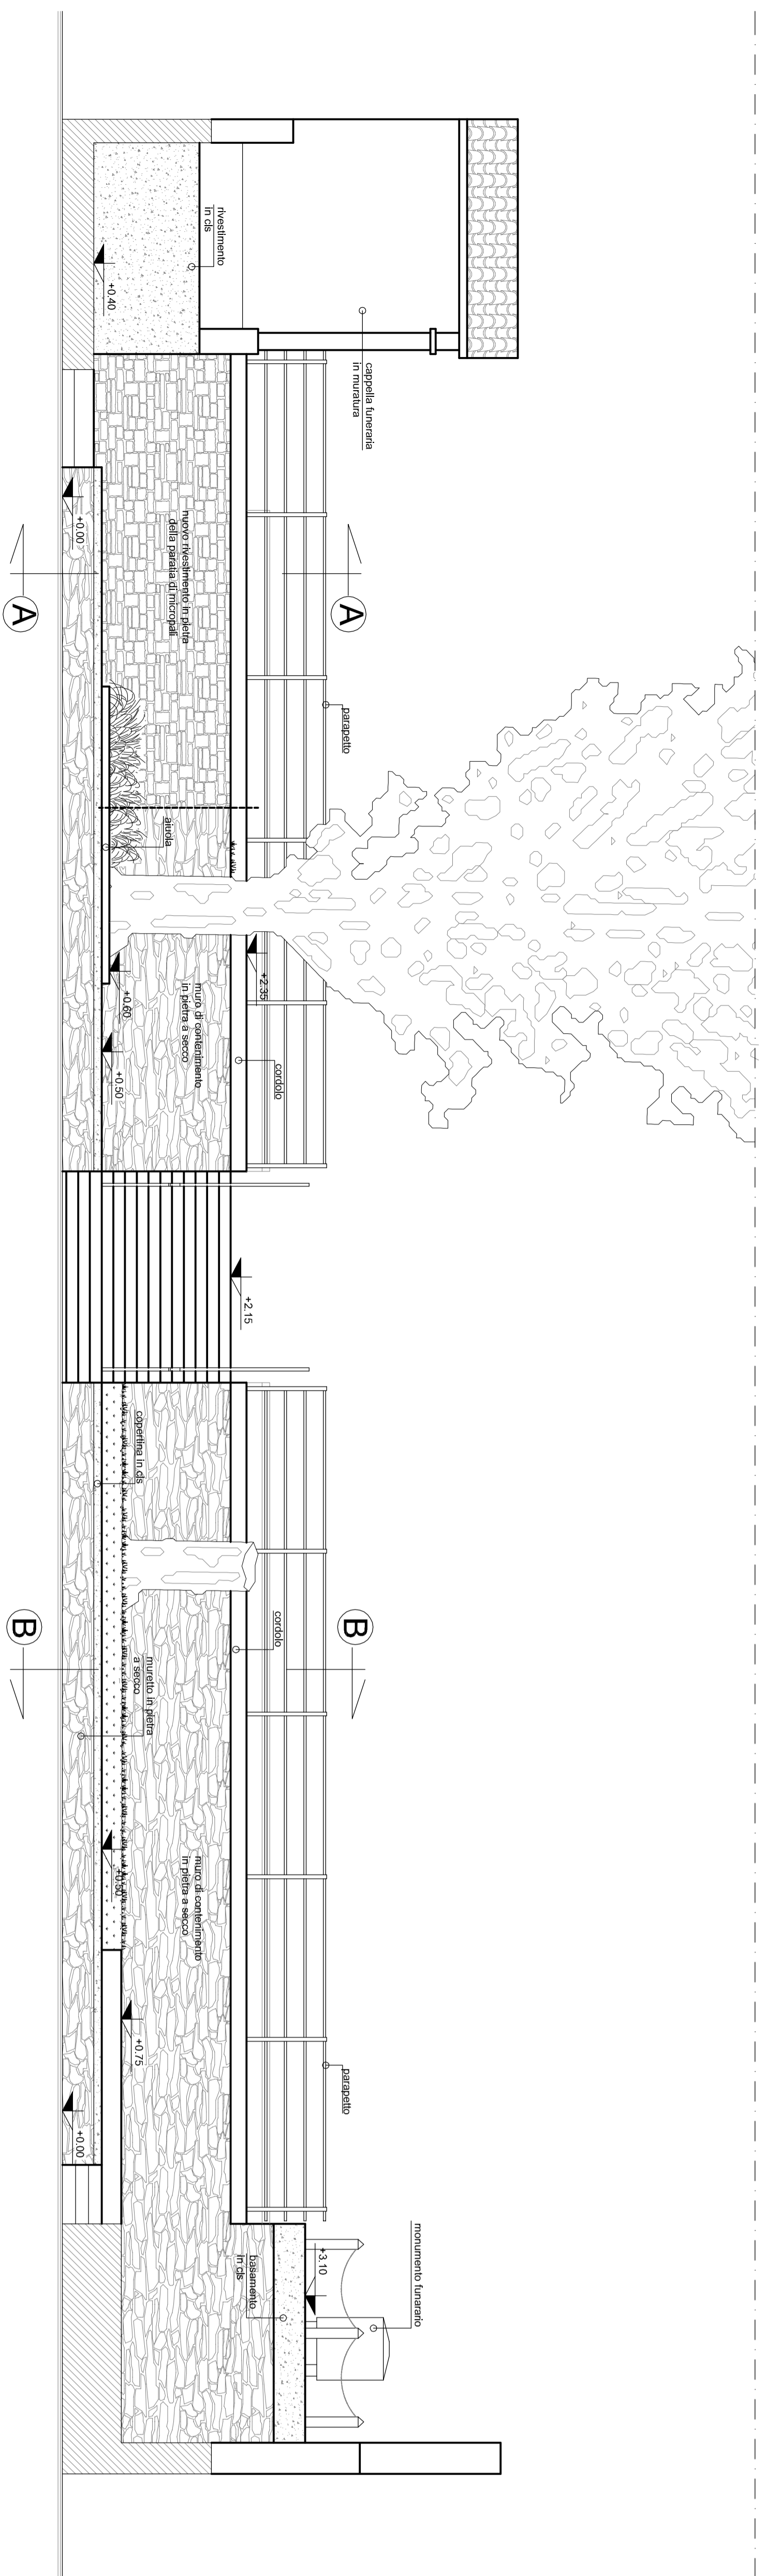 rivestimento
in cls
+0.40
cappella funeraria
in muratura
+0.00
A
A
nuovo rivestimento in pietra
della paratia di micropali
parapetto
aiuola
+2.35
+0.60
+0.50
muro di contenimento
in pietra a secco
cordolo
+2.15
copertina in cls
cordolo
B
B
muretto in pietra
a secco
+0.50
muro di contenimento
in pietra a secco
+0.75
+0.00
parapetto
monumento funarario
+3.10
basamento
in cls